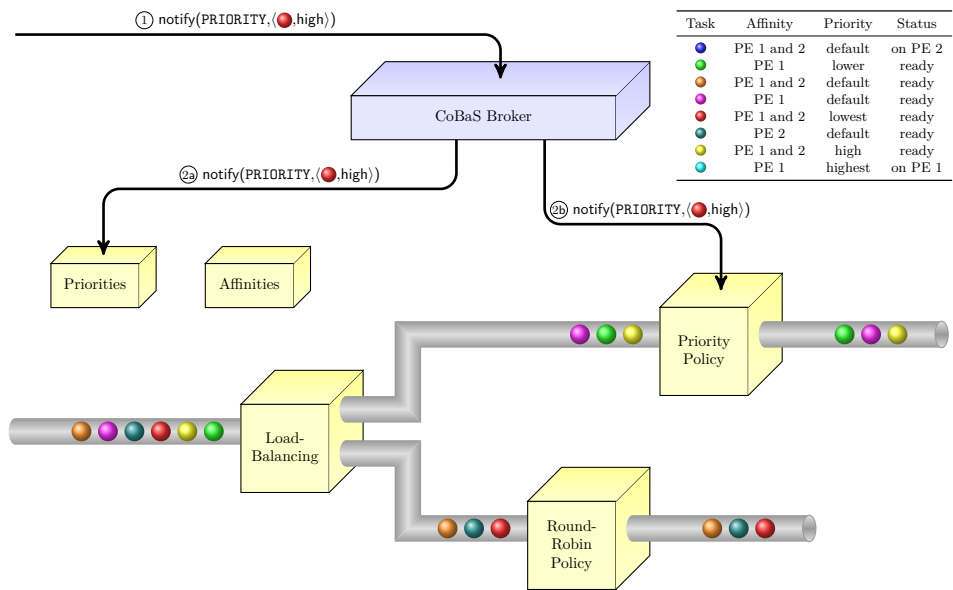 1 notify(PRIORITY,⟨ ,high⟩)
Task Affinity Priority Status
PE 1 and 2 default on PE 2
PE 1 lower ready
PE 1 and 2 default ready
PE 1 default ready
PE 1 and 2 lowest ready
PE 2 default ready
PE 1 and 2 high ready
PE 1 highest on PE 1
CoBaS Broker
2a notify(PRIORITY,⟨ ,high⟩)
2b notify(PRIORITY,⟨ ,high⟩)
Priorities
Affinities
Priority
Policy
Load-
Balancing
Round-
Robin
Policy